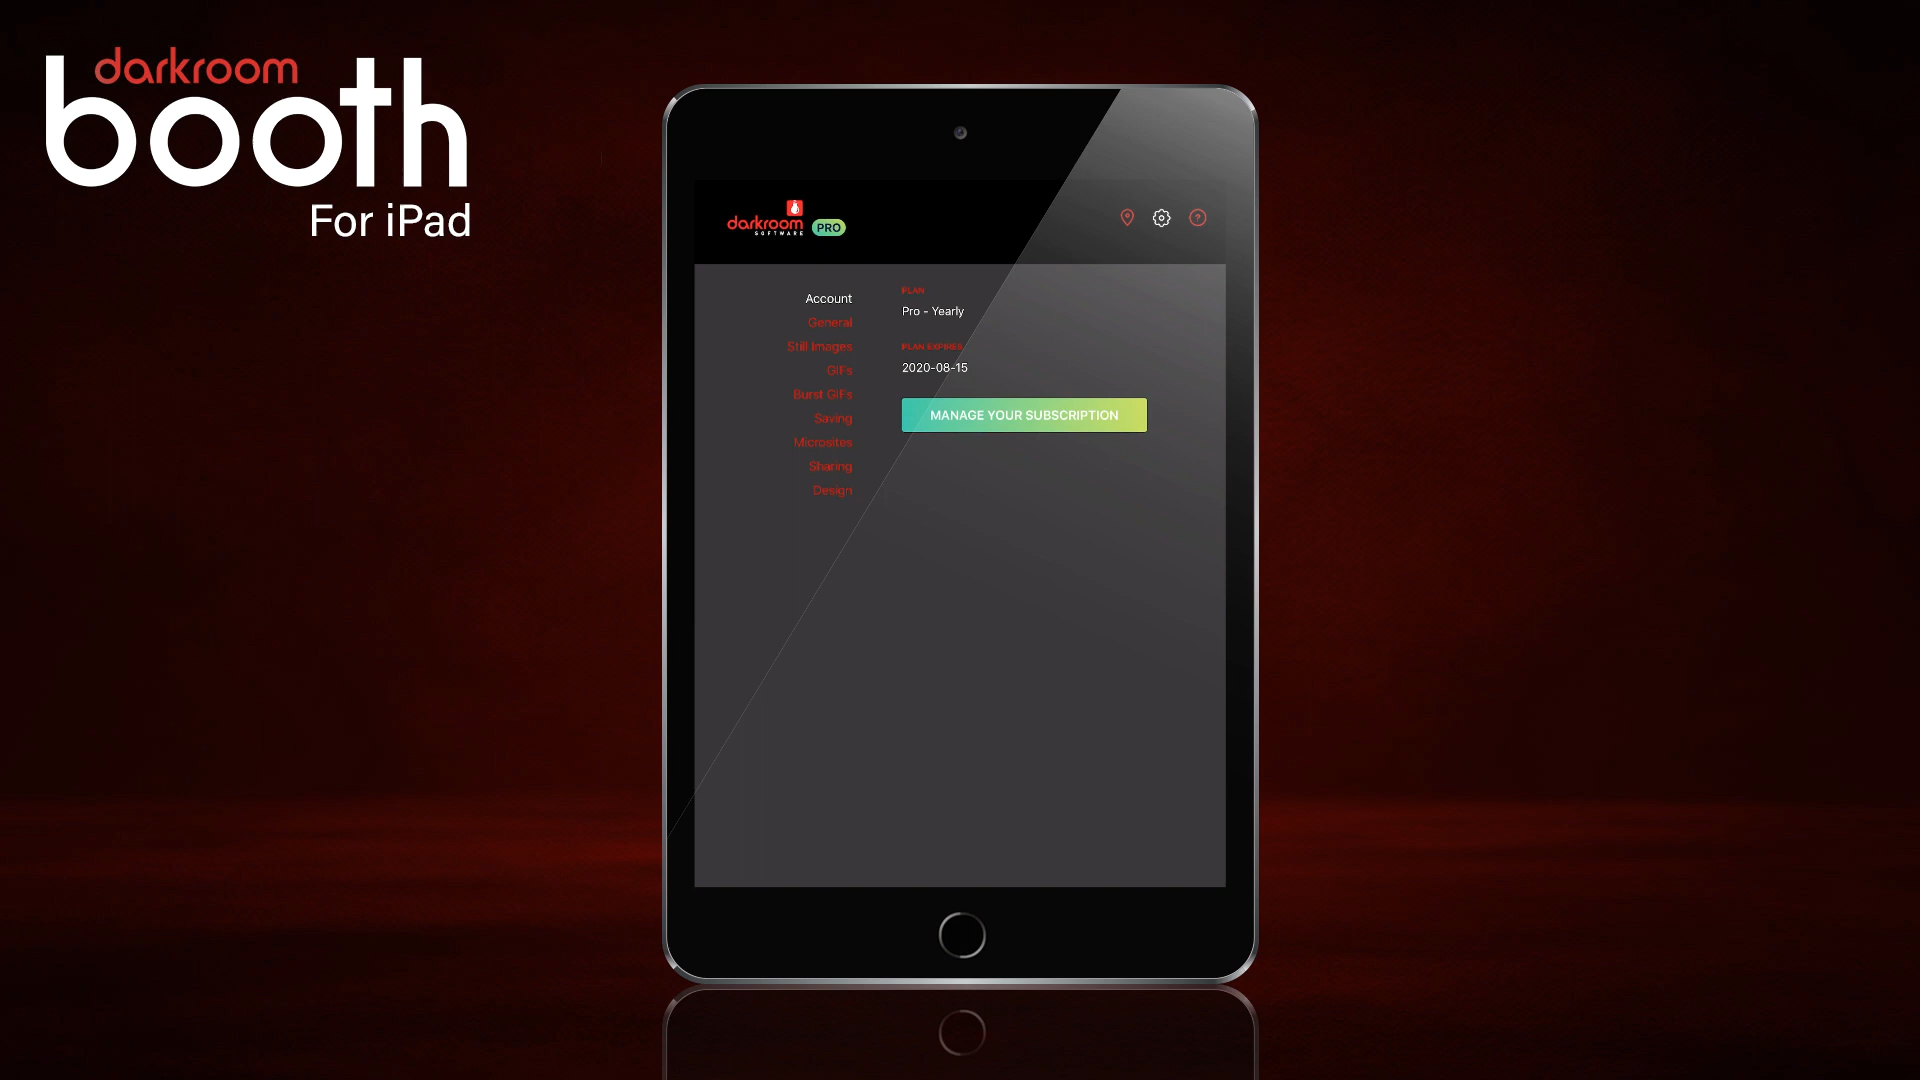 darkroom
booth
For iPad
darkroom
SOFTWARE
PRO
?
Account
General
Still Images
GIFs
Burst GIFs
Saving
Microsites
Sharing
Design
PLAN
Pro - Yearly
PLAN EXPIRES
2020-08-15
MANAGE YOUR SUBSCRIPTION